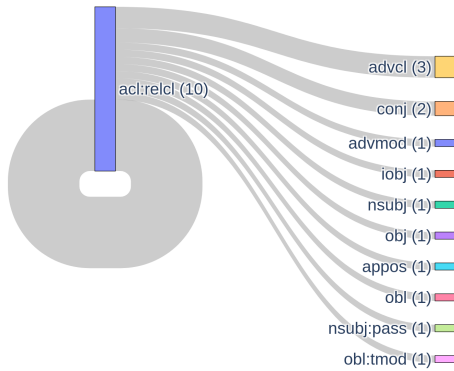 acl:relcl (10)
advcl (3)
conj (2)
advmod (1)
iobj (1)
nsubj (1)
obj (1)
appos (1)
obl (1)
nsubj:pass (1)
obl:tmod (1)